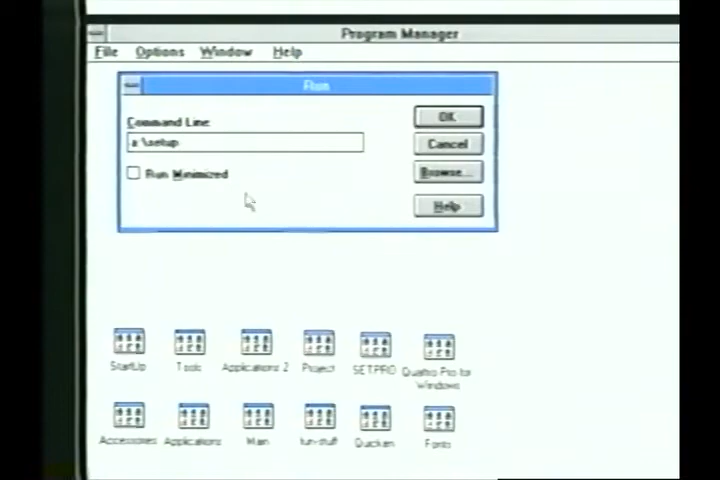 Program Manager
File Options Window Help
Run
Command Line:
a:\setup
Run Minimized
OK
Cancel
Browse...
Help
StartUp Tools Applications 2 Project SETPRO Quattro Pro for Windows
Accessories Applications Main fun-stuff Quicken Fonts